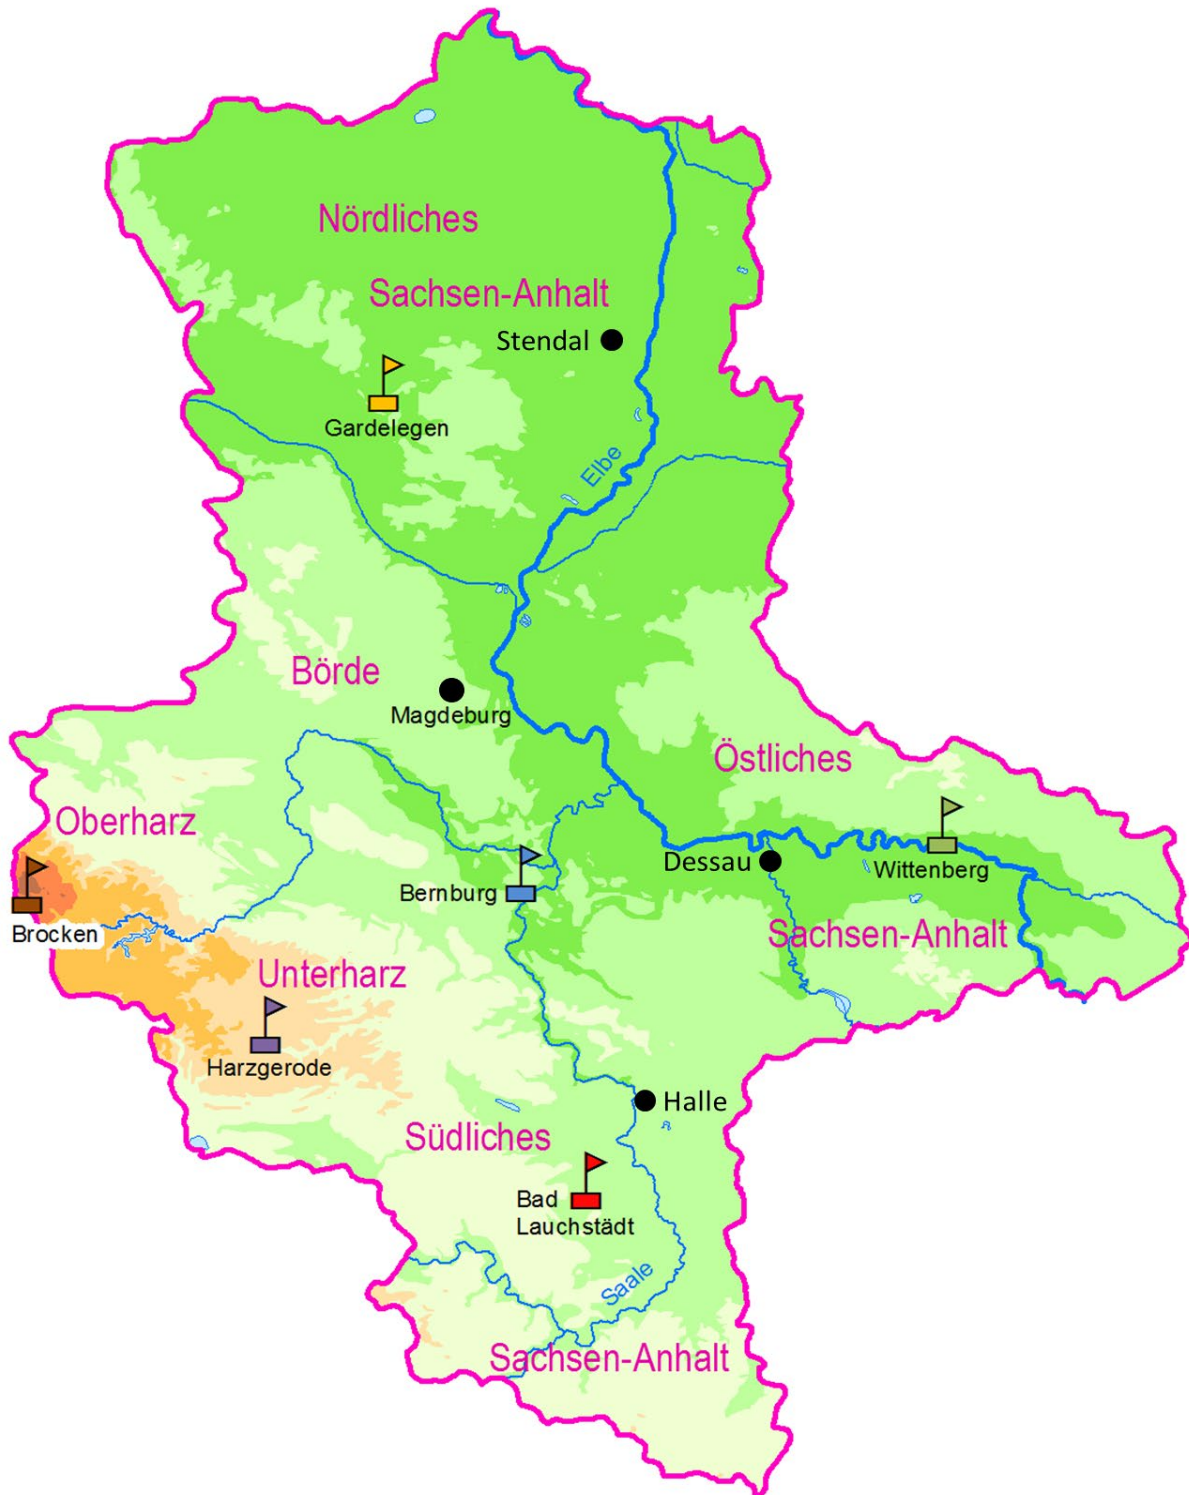 Nördliches
Sachsen-Anhalt
Stendal
Gardelegen
Elbe
Börde
Magdeburg
Östliches
Oberharz
Wittenberg
Dessau
Bernburg
Brocken
Sachsen-Anhalt
Unterharz
Harzgerode
Halle
Südliches
Bad
Lauchstädt
Saale
Sachsen-Anhalt